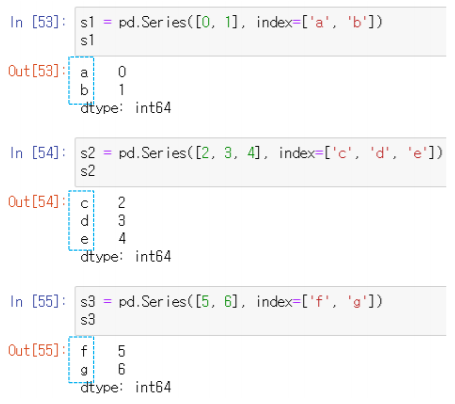 In [53]: s1 = pd.Series([0, 1], index=['a', 'b'])
s1
Out[53]: a 0
b 1
dtype: int64
In [54]: s2 = pd.Series([2, 3, 4], index=['c', 'd', 'e'])
s2
Out[54]: c 2
d 3
e 4
dtype: int64
In [55]: s3 = pd.Series([5, 6], index=['f', 'g'])
s3
Out[55]: f 5
g 6
dtype: int64